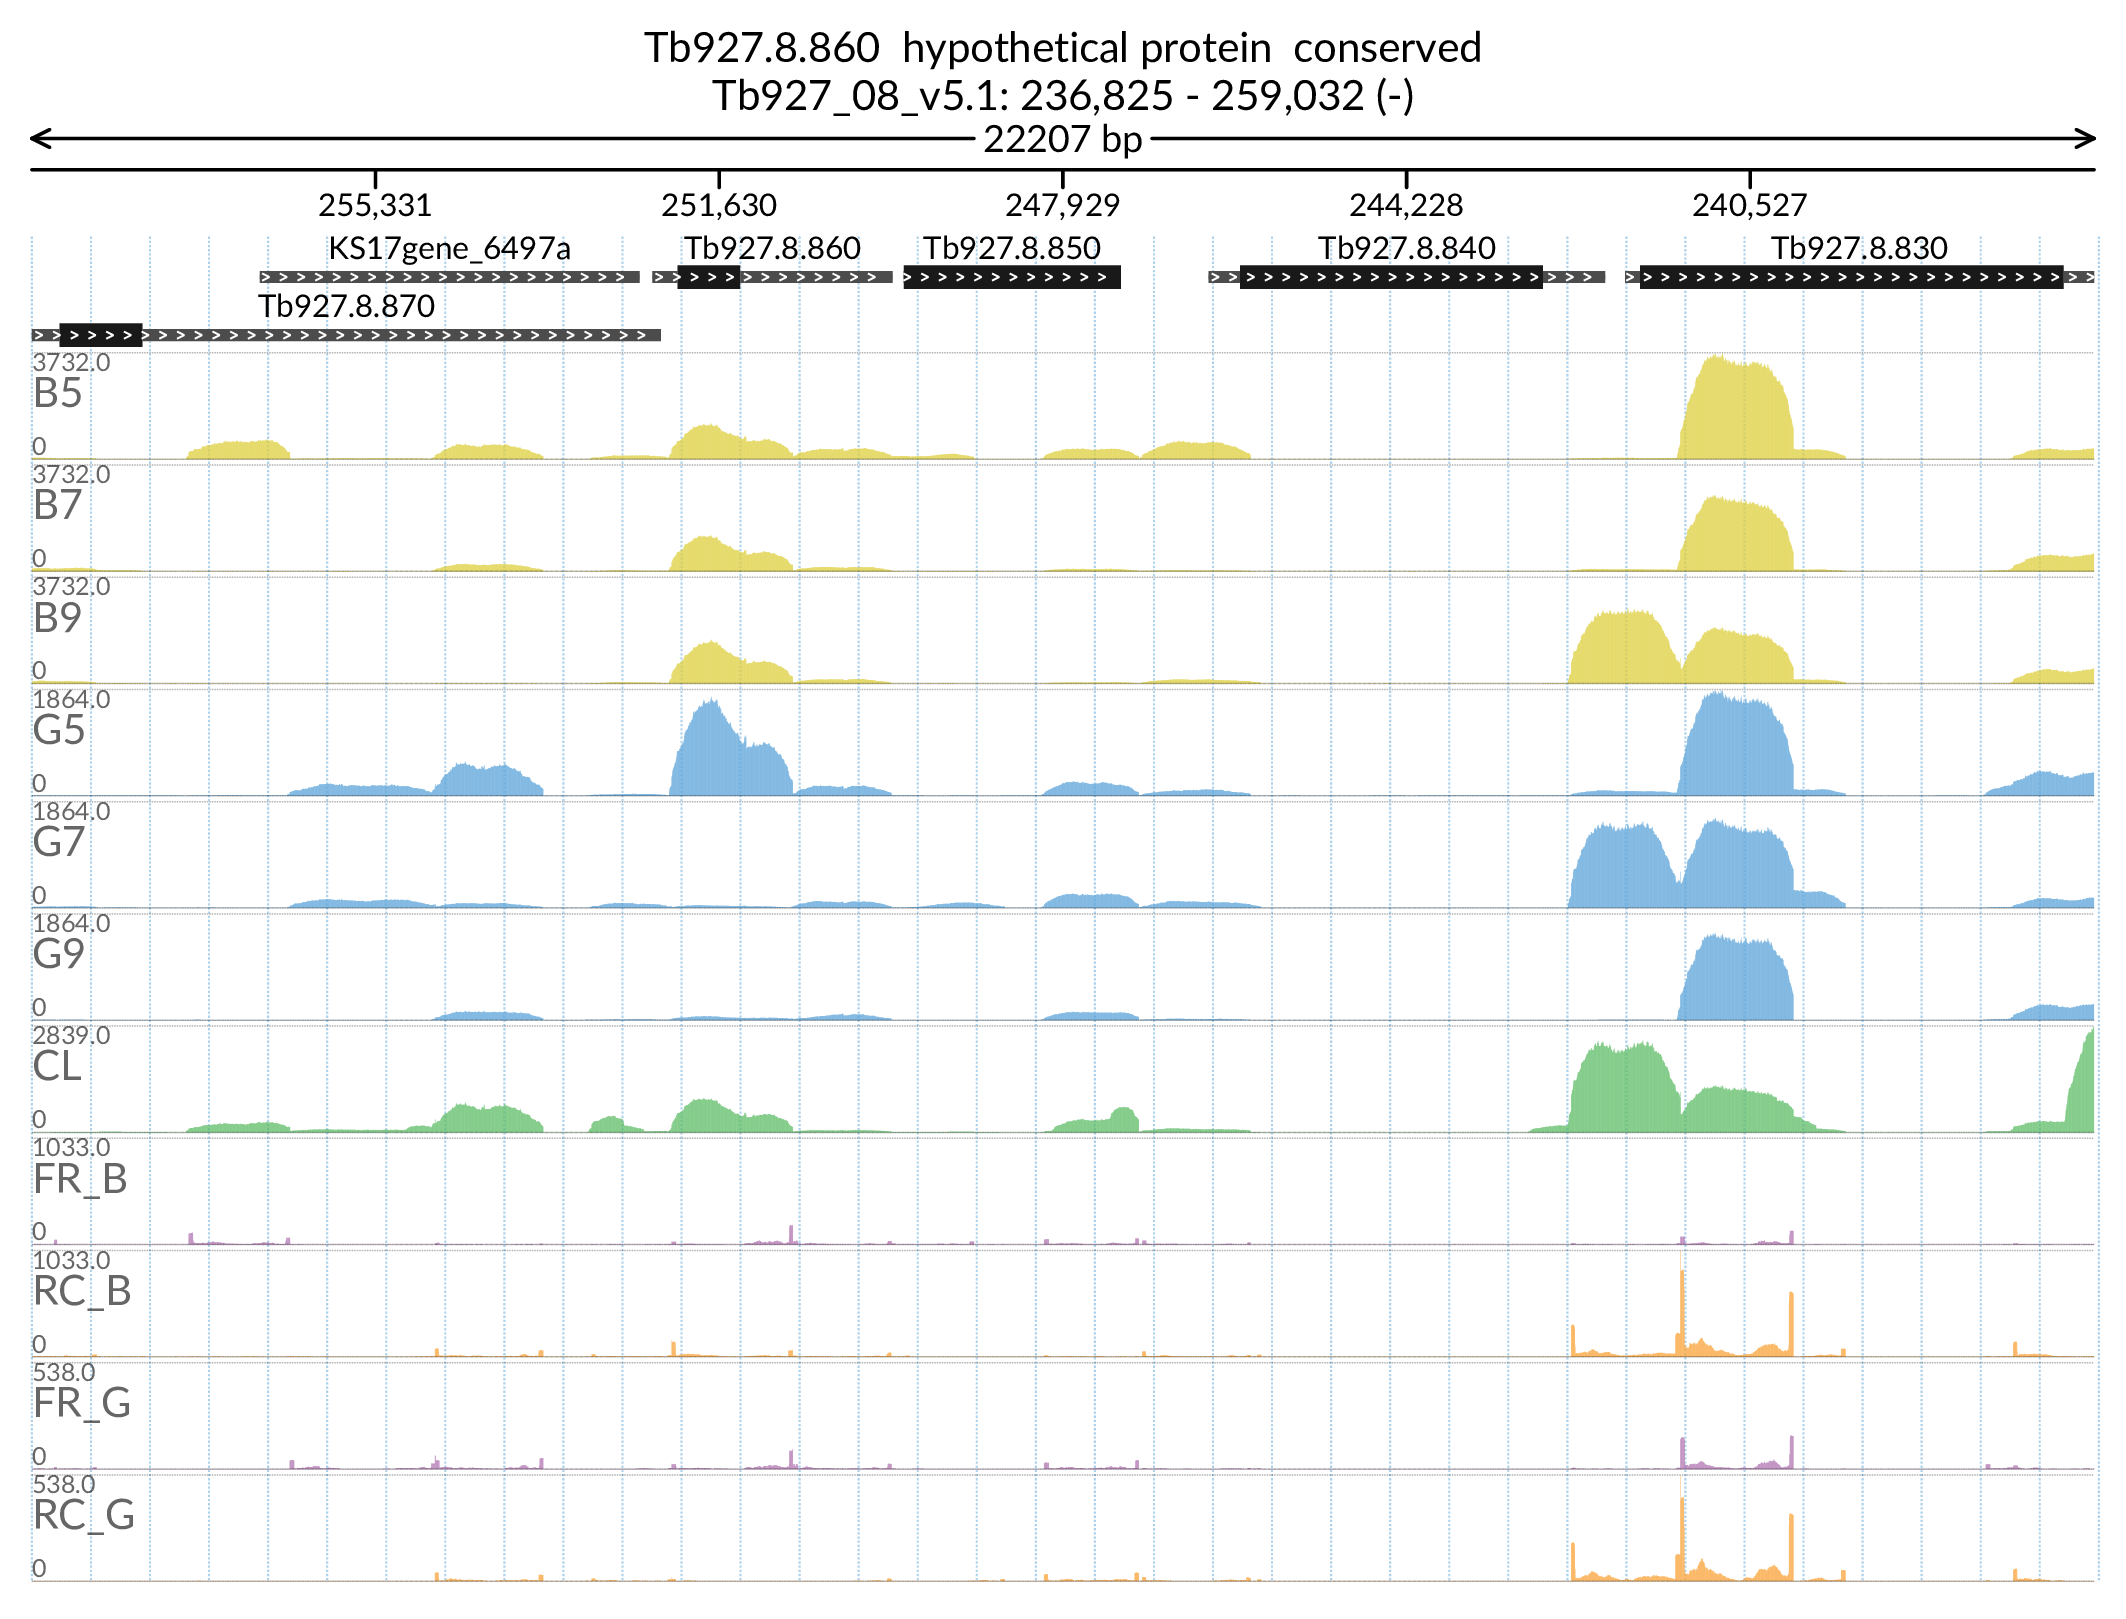 Tb927.8.860  hypothetical protein  conserved
Tb927_08_v5.1: 236,825 - 259,032 (-)
22207 bp
255,331 251,630 247,929 244,228 240,527
KS17gene_6497a Tb927.8.860 Tb927.8.850 Tb927.8.840 Tb927.8.830
Tb927.8.870
3732.0
B5
0
3732.0
B7
0
3732.0
B9
0
1864.0
G5
0
1864.0
G7
0
1864.0
G9
0
2839.0
CL
0
1033.0
FR_B
0
1033.0
RC_B
0
538.0
FR_G
0
538.0
RC_G
0